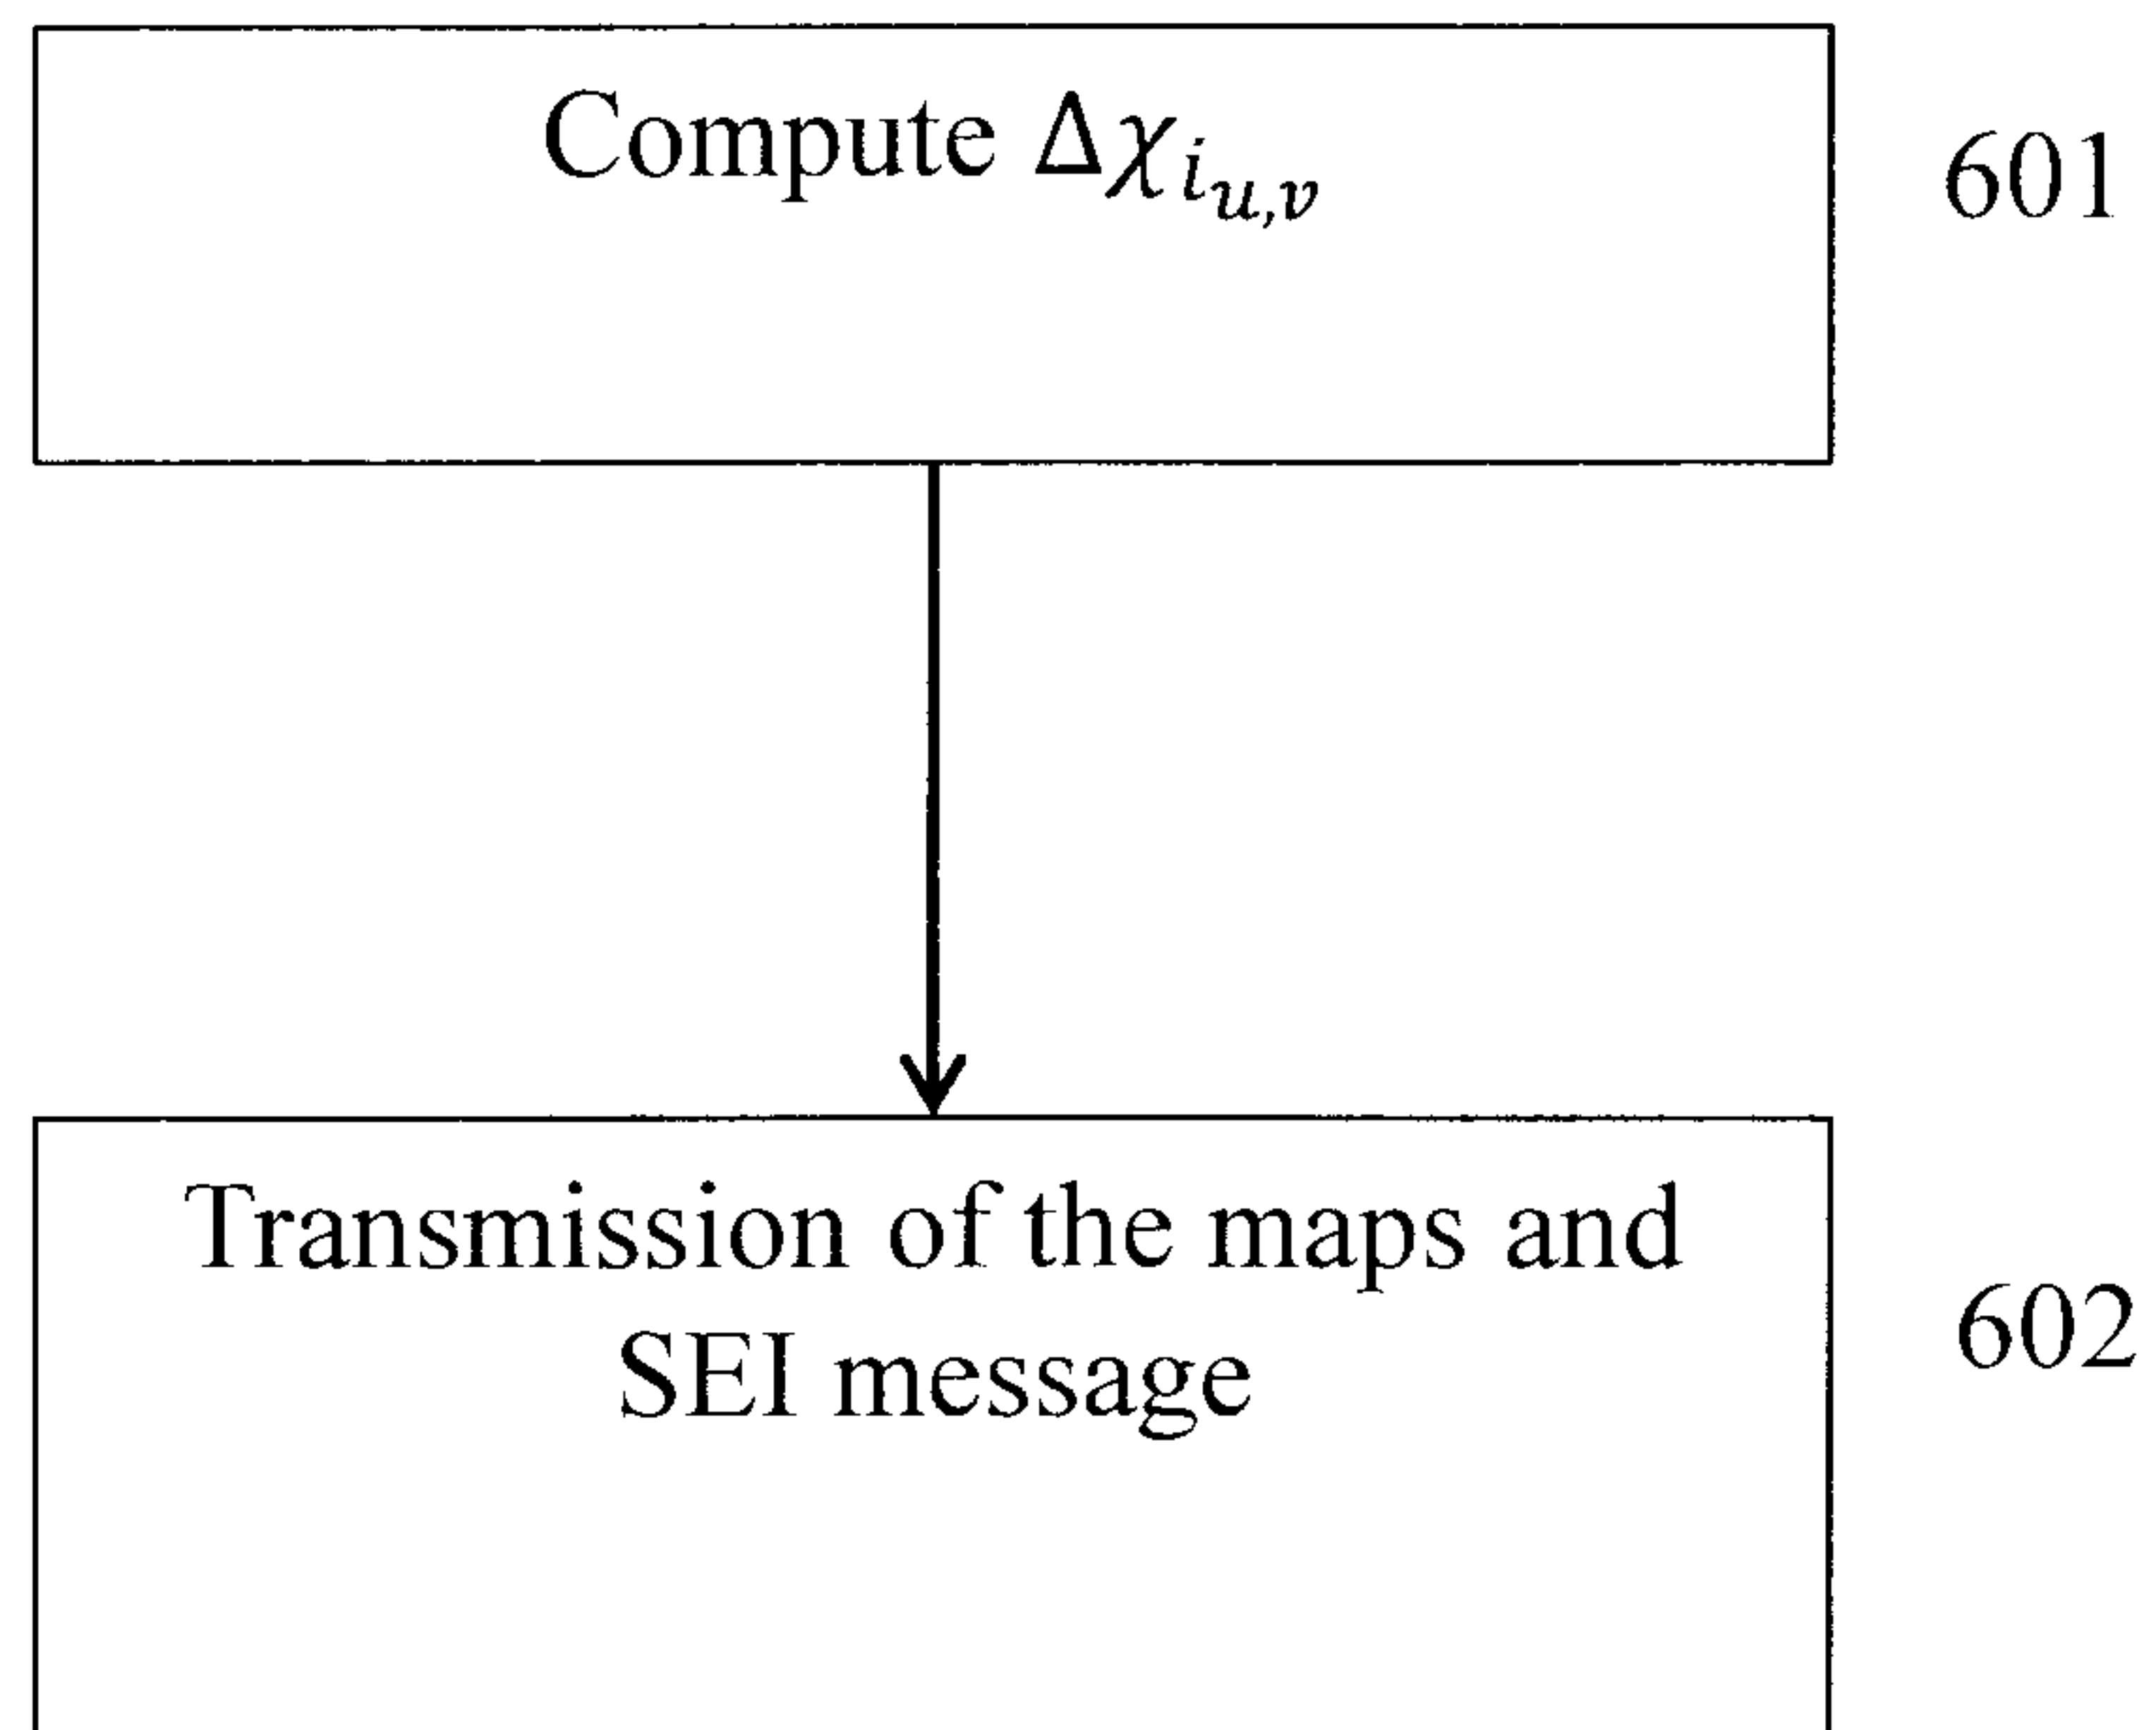 Compute Δχ_{i_{u,v}}
601
Transmission of the maps and
SEI message
602